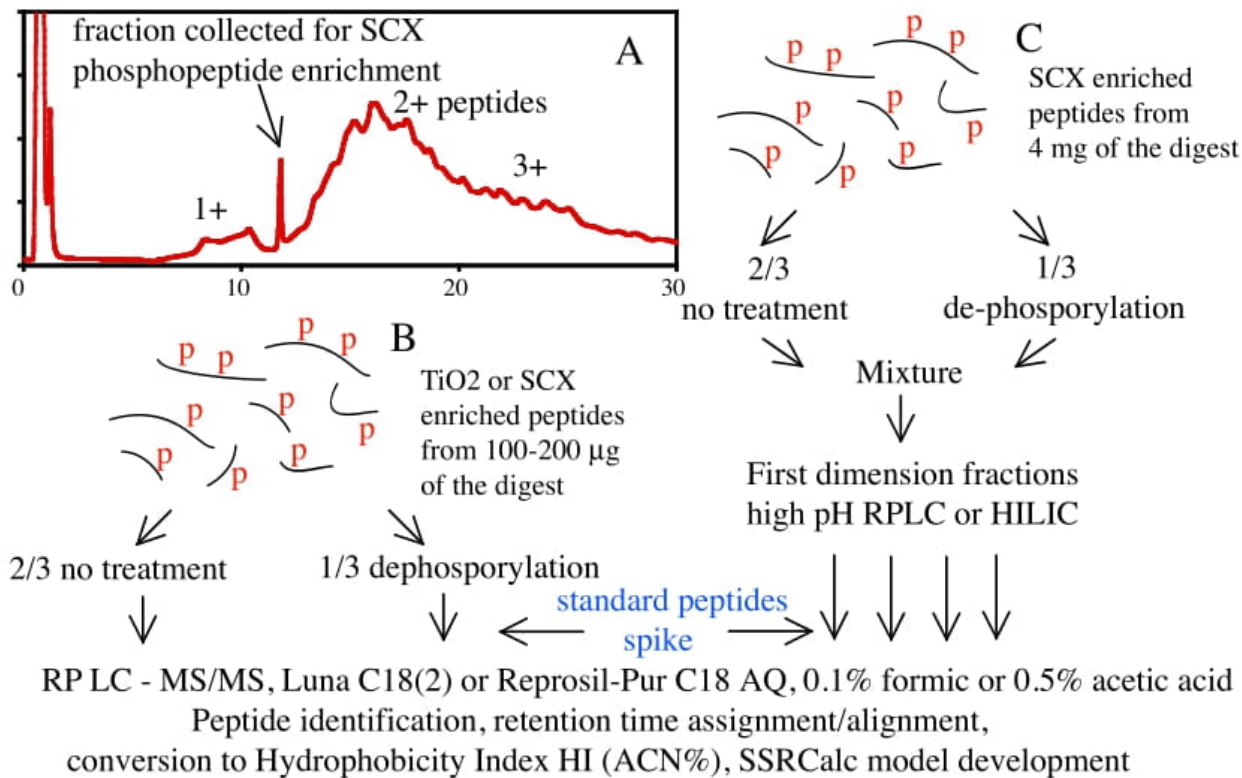 fraction collected for SCX
phosphopeptide enrichment
A
2+ peptides
3+
1+
0
10
20
30
p p p p
p p p
p p p
B
TiO2 or SCX
enriched peptides
from 100-200 µg
of the digest
2/3 no treatment
1/3 dephosporylation
p p p p
p p p
p p p
C
SCX enriched
peptides from
4 mg of the digest
2/3
no treatment
1/3
de-phosporylation
Mixture
First dimension fractions
high pH RPLC or HILIC
standard peptides
spike
RP LC - MS/MS, Luna C18(2) or Reprosil-Pur C18 AQ, 0.1% formic or 0.5% acetic acid
Peptide identification, retention time assignment/alignment,
conversion to Hydrophobicity Index HI (ACN%), SSRCalc model development